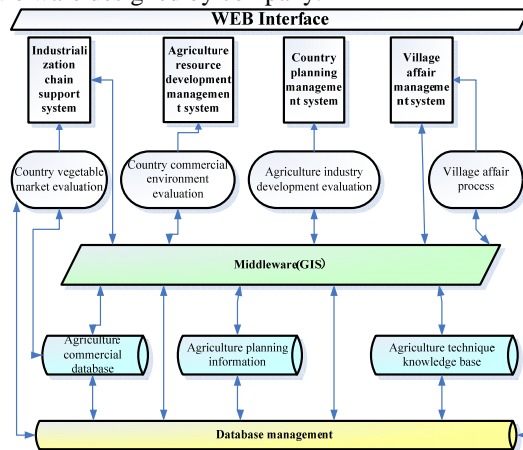 WEB Interface
Industriali
zation
chain
support
system
Agriculture
resource
development
managemen
t system
Country
planning
manageme
nt system
Village
affair
manageme
nt system
Country vegetable
market evaluation
Country commercial
environment
evaluation
Agriculture industry
development evaluation
Village affair
process
Middleware(GIS)
Agriculture
commercial
database
Agriculture planning
information
Agriculture technique
knowledge base
Database management